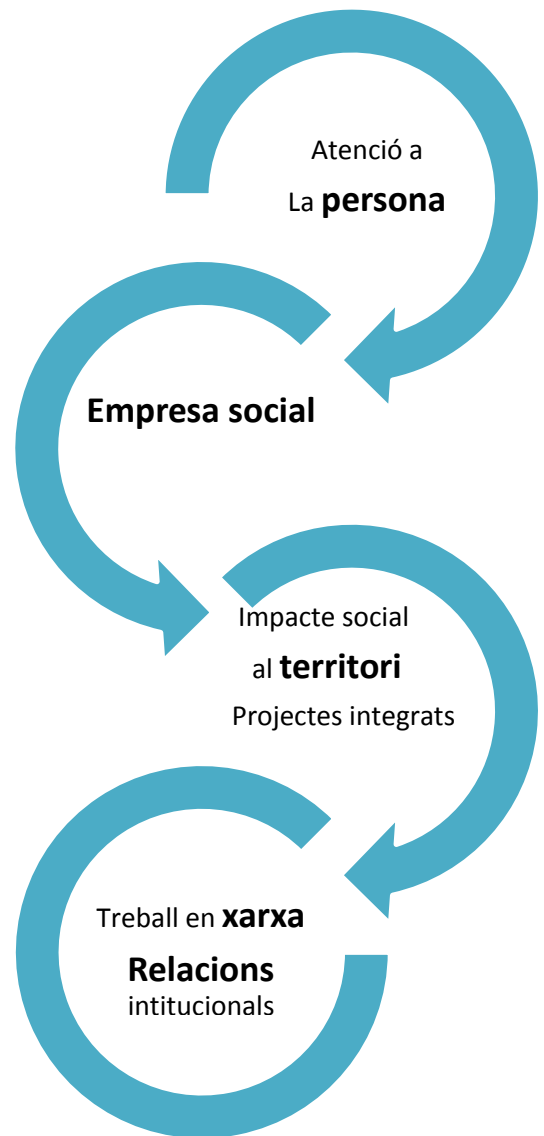 Atenció a
La persona
Empresa social
Impacte social
al territori
Projectes integrats
Treball en xarxa
Relacions
intitucionals